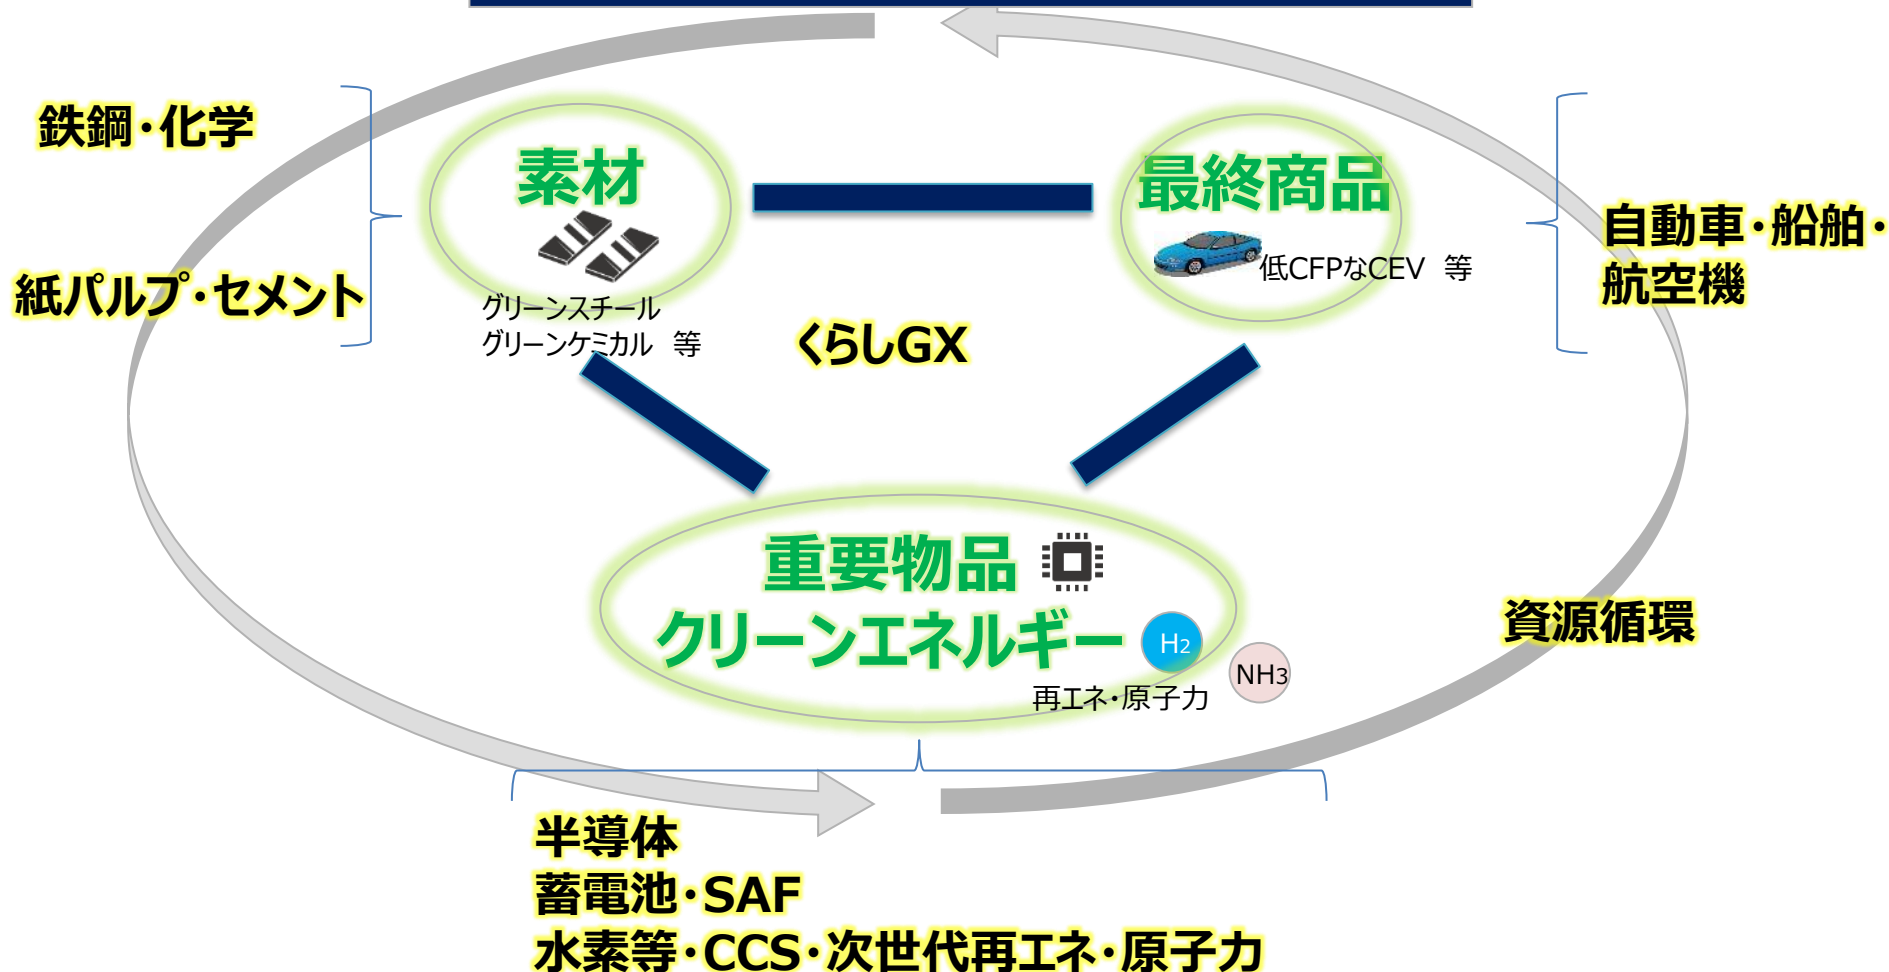 鉄鋼・化学
紙パルプ・セメント
素材
グリーンスチール
グリーンケミカル 等
最終商品
低CFPなCEV 等
自動車・船舶・
航空機
くらしGX
重要物品
クリーンエネルギー
H2
NH3
再エネ・原子力
資源循環
半導体
蓄電池・SAF
水素等・CCS・次世代再エネ・原子力